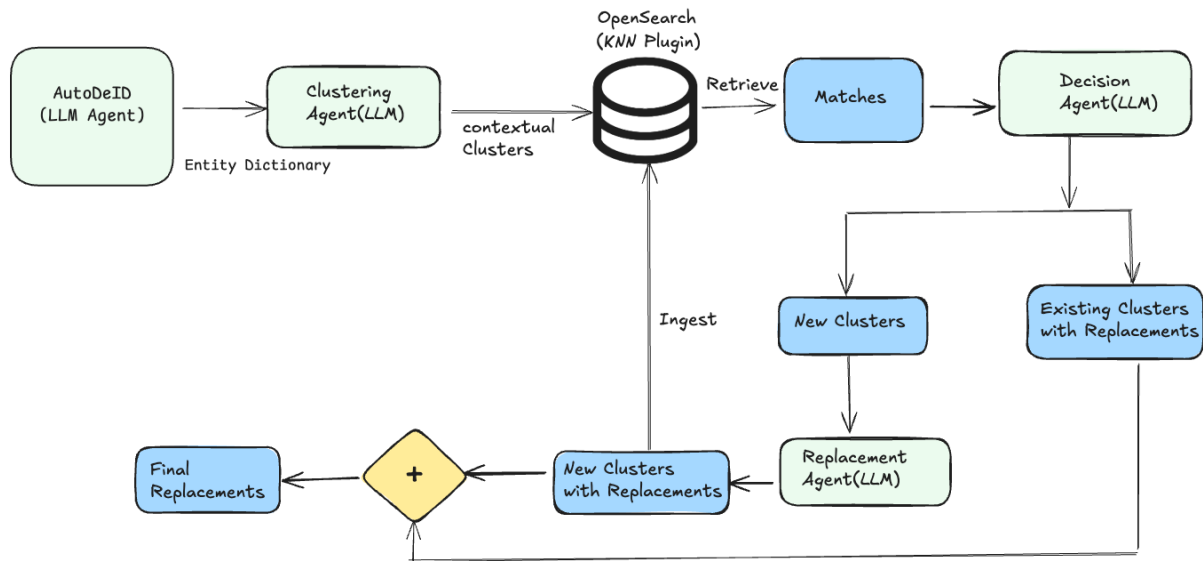 OpenSearch
(KNN Plugin)
AutoDeID
(LLM Agent)
Clustering
Agent(LLM)
Retrieve
Matches
Decision
Agent(LLM)
contextual
Clusters
Entity Dictionary
New Clusters
Existing Clusters
with Replacements
Ingest
Final
Replacements
+
New Clusters
with Replacements
Replacement
Agent(LLM)